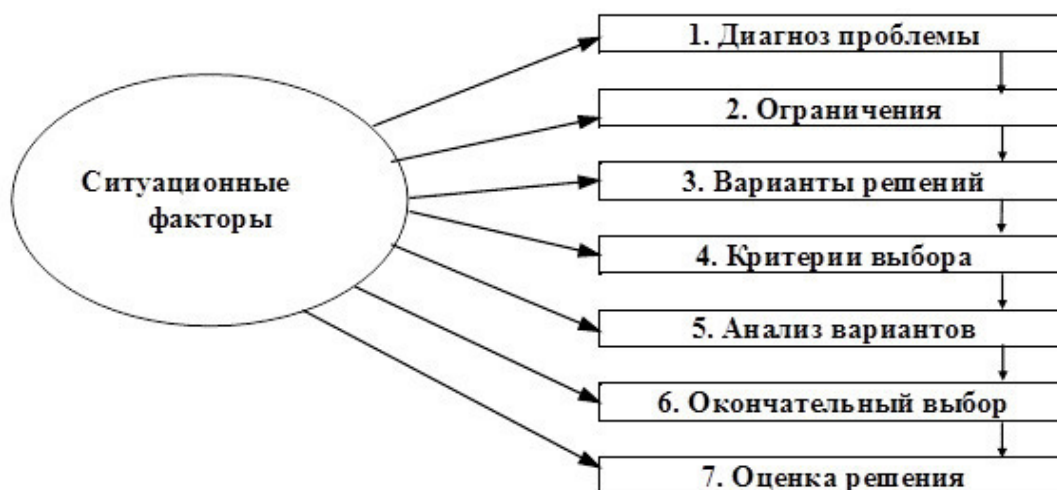 Ситуационные
факторы
1. Диагноз проблемы
2. Ограничения
3. Варианты решений
4. Критерии выбора
5. Анализ вариантов
6. Окончательный выбор
7. Оценка решения